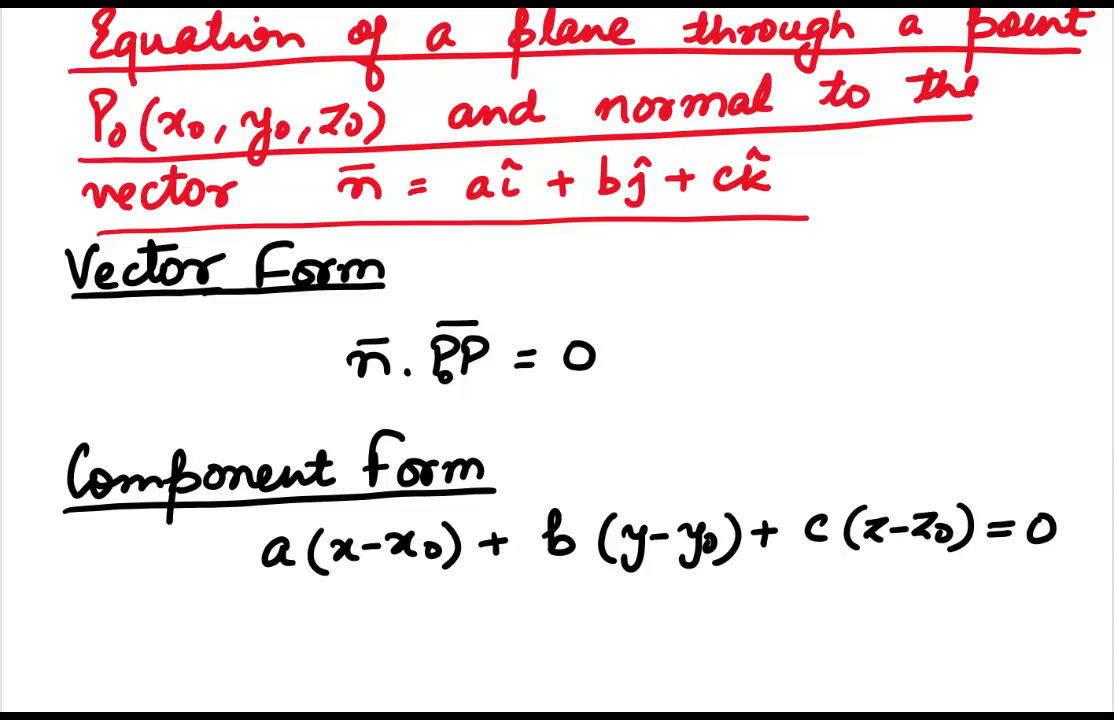 Equation of a plane through a point
P₀(x₀, y₀, z₀) and normal to the
vector n̅ = aî + bĵ + ck̂
Vector Form
n̅ . P₀P̅ = 0
Component Form
a(x-x₀) + b(y-y₀) + c(z-z₀) = 0